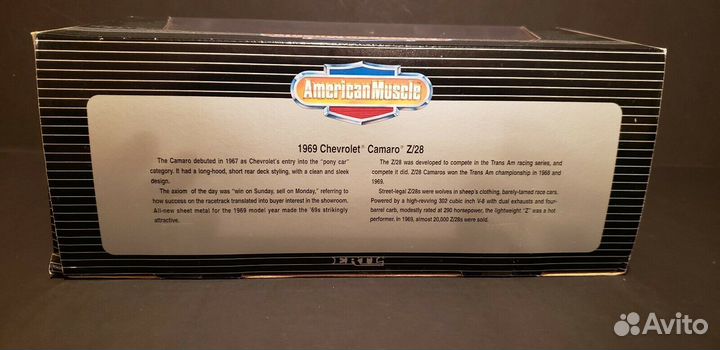 American Muscle
1969 Chevrolet® Camaro® Z/28
The Camaro debuted in 1967 as Chevrolet's entry into the "pony car"
category. It had a long-hood, short rear deck styling, with a clean and sleek
design.
The axiom of the day was "win on Sunday, sell on Monday," referring to
how success on the racetrack translated into buyer interest in the showroom.
All-new sheet metal for the 1969 model year made the '69s strikingly
attractive.
The Z/28 was developed to compete in the Trans Am racing series, and
compete it did. Z/28 Camaros won the Trans Am championship in 1968 and
1969.
Street-legal Z/28s were wolves in sheep's clothing, barely-tamed race cars.
Powered by a high-revving 302 cubic inch V-8 with dual exhausts and four-
barrel carb, modestly rated at 290 horsepower, the lightweight "Z" was a hot
performer. In 1969, almost 20,000 Z/28s were sold.
ERTL
Avito